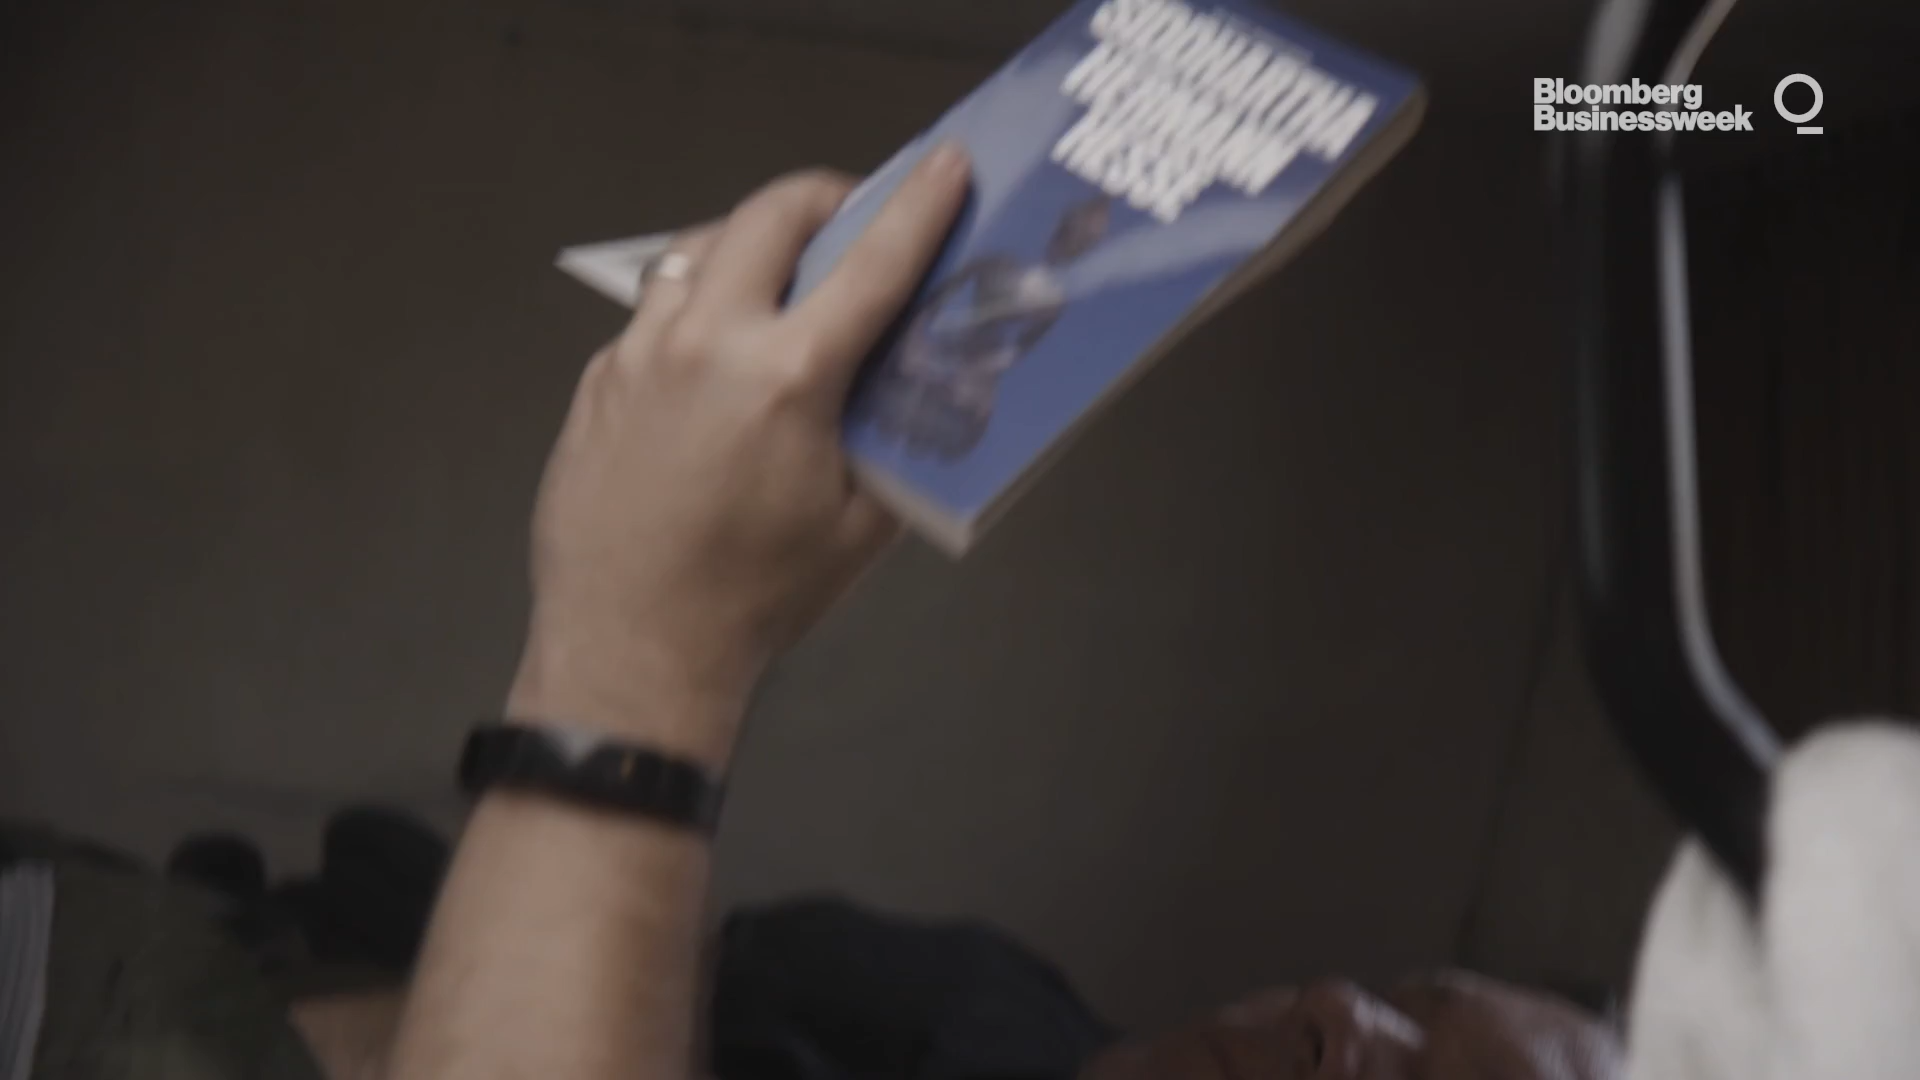 SIDDHARTHA
HERMANN
HESSE
Bloomberg
Businessweek